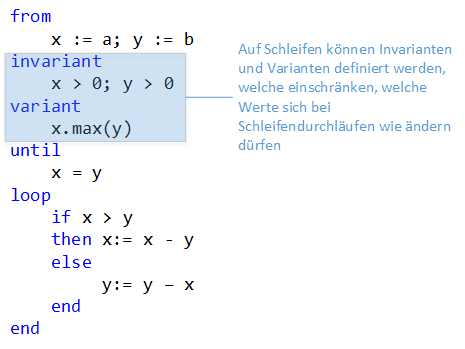 from
x := a; y := b
invariant
x > 0; y > 0
variant
x.max(y)
until
x = y
loop
if x > y
then x:= x - y
else
y:= y – x
end
end
Auf Schleifen können Invarianten
und Varianten definiert werden,
welche einschränken, welche
Werte sich bei
Schleifendurchläufen wie ändern
dürfen